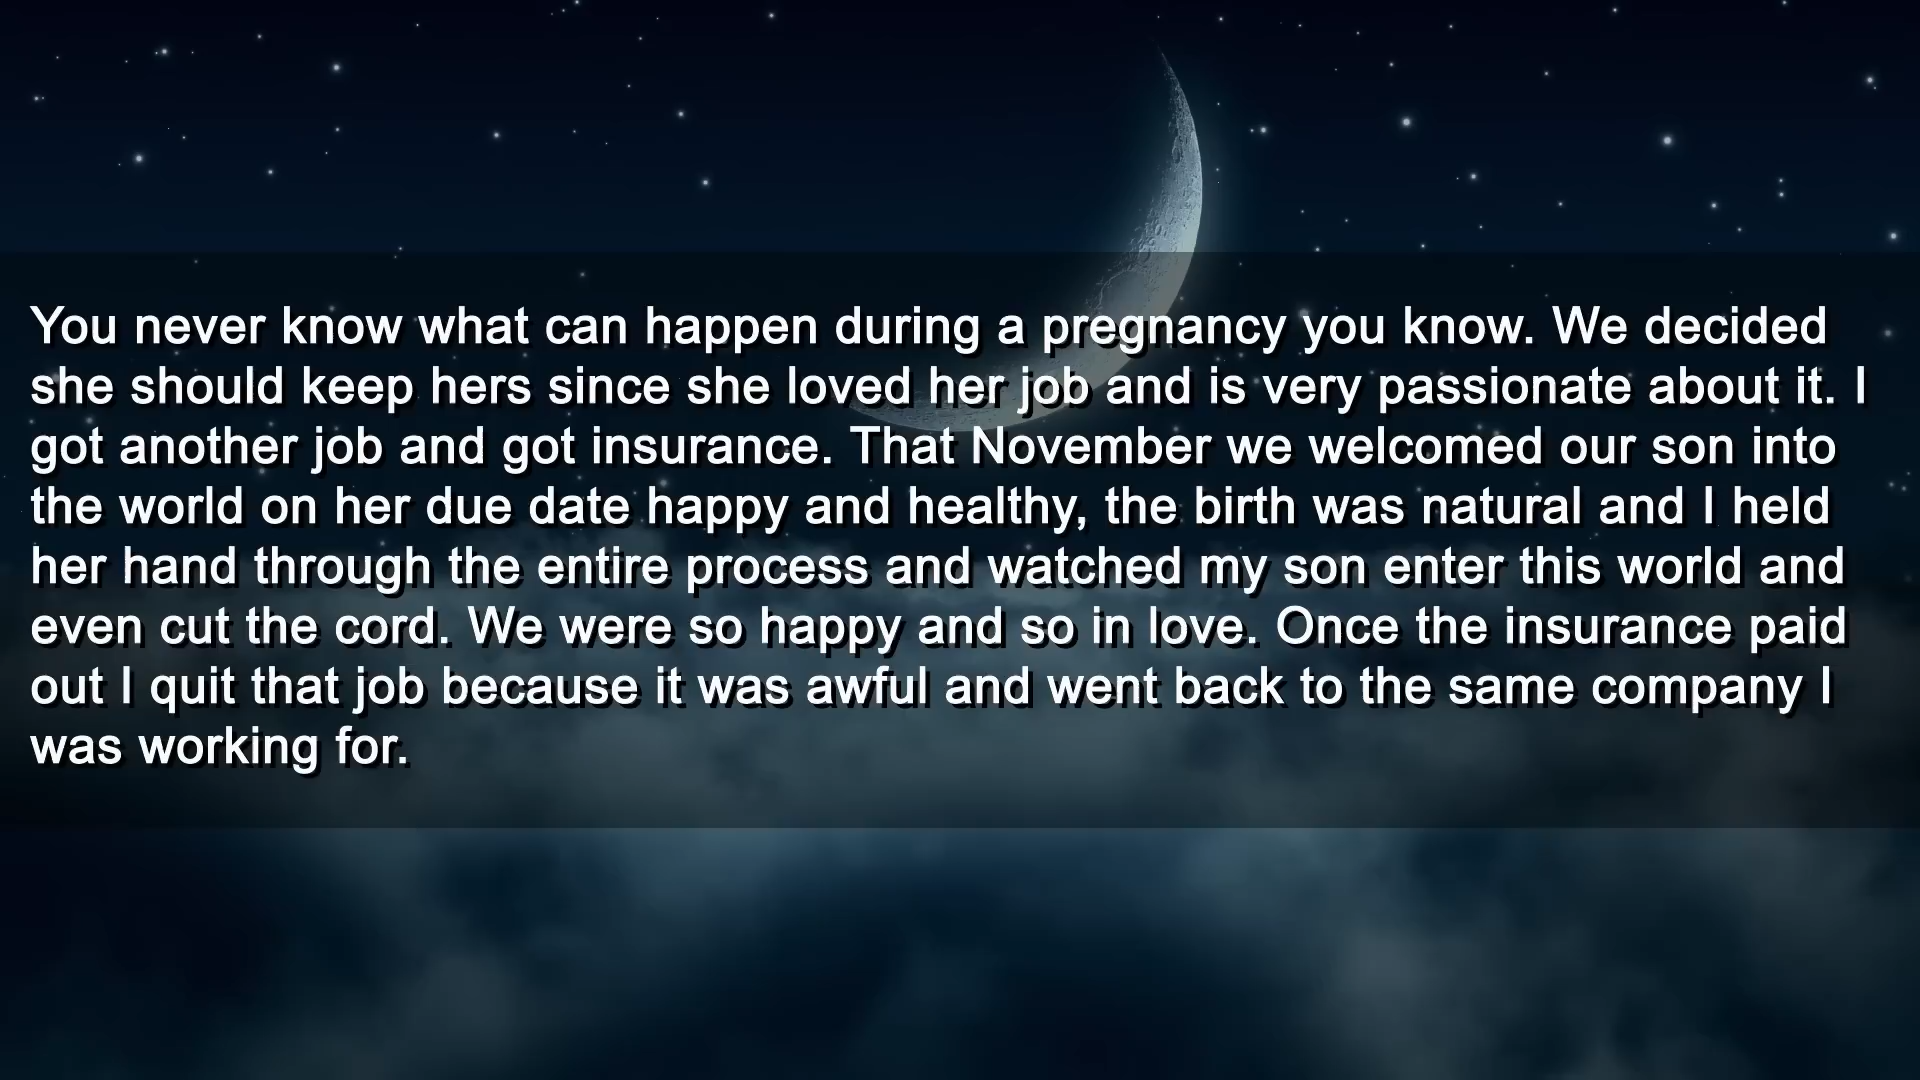 You never know what can happen during a pregnancy you know. We decided
she should keep hers since she loved her job and is very passionate about it. I
got another job and got insurance. That November we welcomed our son into
the world on her due date happy and healthy, the birth was natural and I held
her hand through the entire process and watched my son enter this world and
even cut the cord. We were so happy and so in love. Once the insurance paid
out I quit that job because it was awful and went back to the same company I
was working for.